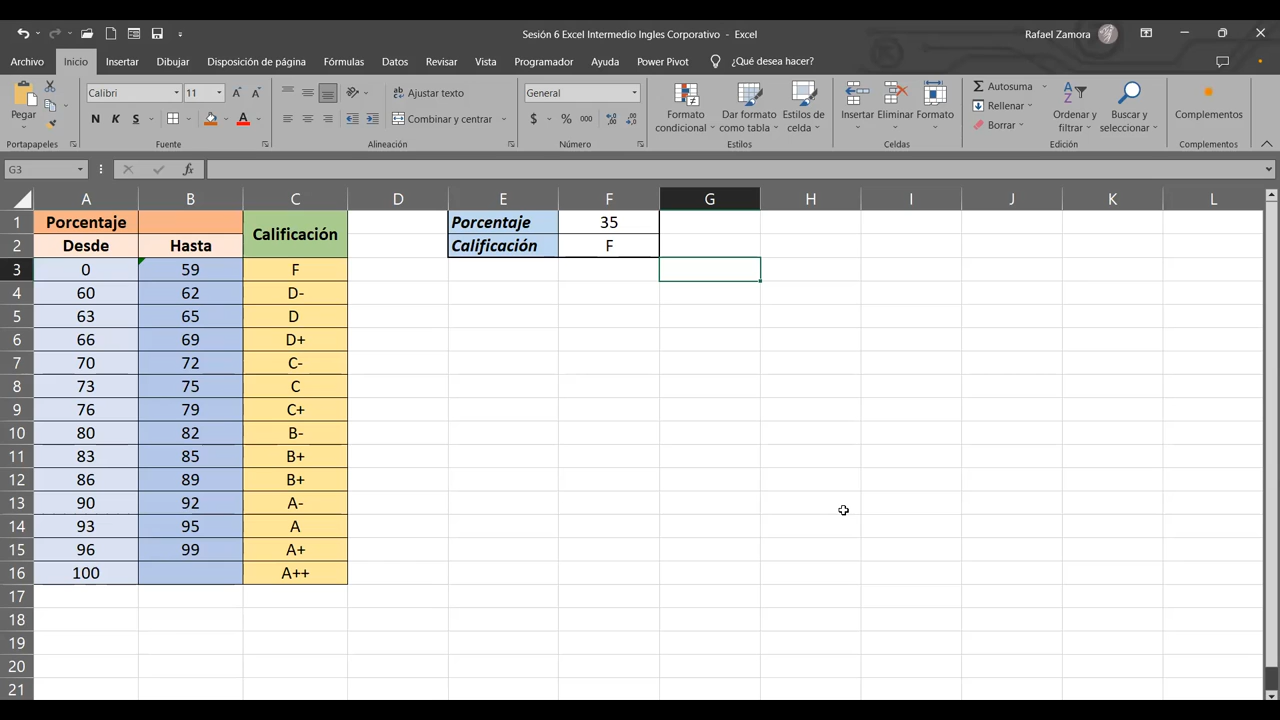 Sesión 6 Excel Intermedio Ingles Corporativo - Excel
Rafael Zamora
Archivo Inicio Insertar Dibujar Disposición de página Fórmulas Datos Revisar Vista Programador Ayuda Power Pivot ¿Qué desea hacer?
Pegar
Calibri 11
N K S
Ajustar texto
Combinar y centrar
General
$ % 000
Formato condicional
Dar formato como tabla
Estilos de celda
Insertar Eliminar Formato
Autosuma
Rellenar
Borrar
Ordenar y filtrar
Buscar y seleccionar
Complementos
Portapapeles Fuente Alineación Número Estilos Celdas Edición Complementos
G3 fx
A B C D E F G H I J K L
1 Porcentaje Calificación Porcentaje 35
2 Desde Hasta Calificación F
3 0 59 F
4 60 62 D-
5 63 65 D
6 66 69 D+
7 70 72 C-
8 73 75 C
9 76 79 C+
10 80 82 B-
11 83 85 B+
12 86 89 B+
13 90 92 A-
14 93 95 A
15 96 99 A+
16 100 A++
17
18
19
20
21